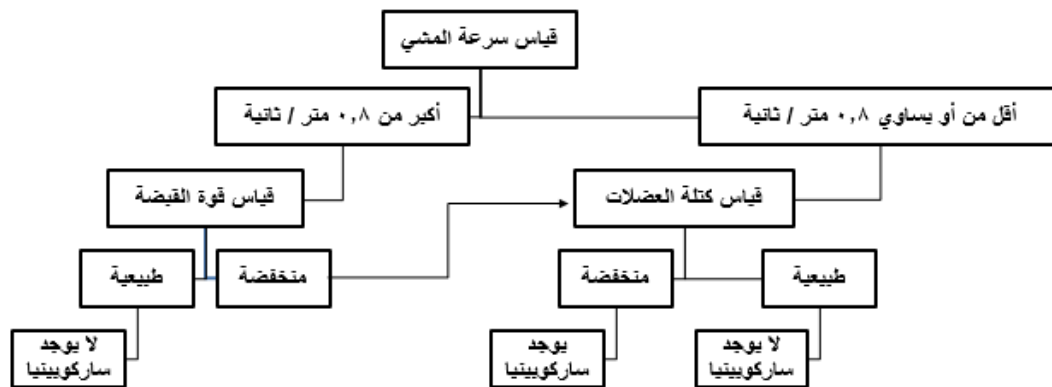 قياس سرعة المشي
أقل من أو يساوي ٠,٨ متر / ثانية
أكبر من ٠,٨ متر / ثانية
قياس كتلة العضلات
قياس قوة القبضة
طبيعية
منخفضة
منخفضة
طبيعية
لا يوجد
ساركوبينيا
يوجد
ساركوبينيا
لا يوجد
ساركوبينيا